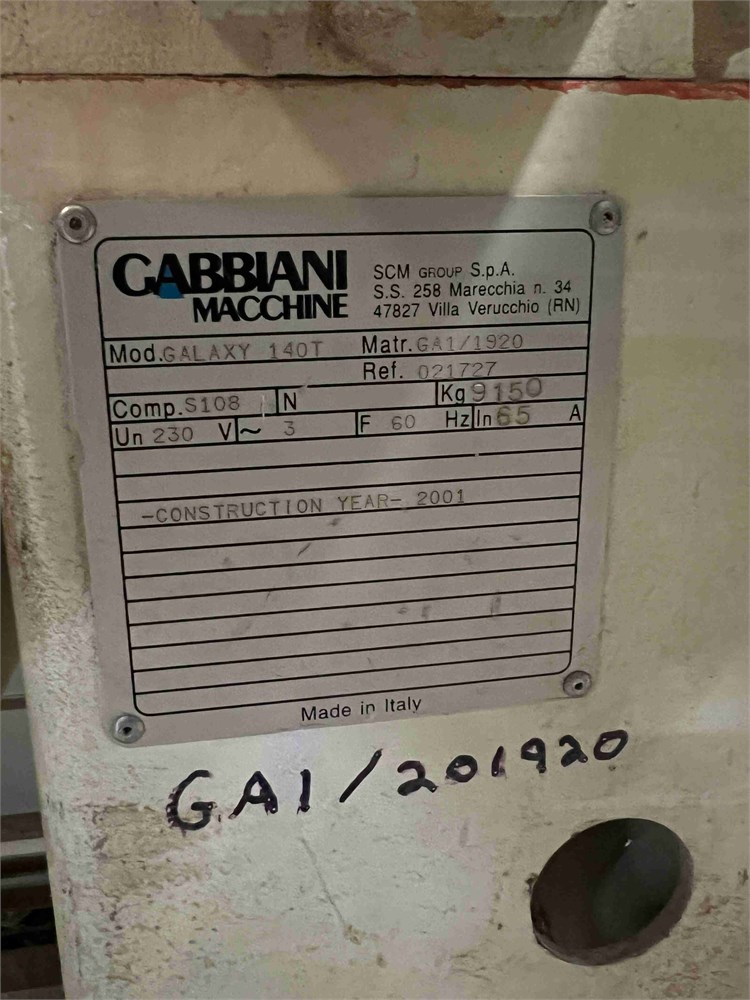 GABBIANI
MACCHINE
SCM GROUP S.p.A.
S.S. 258 Marecchia n. 34
47827 Villa Verucchio (RN)
Mod. GALAXY 140T Matr. GA1/1920
Ref. 021727
Comp. S108 N Kg 9150
Un 230 V ~ 3 F 60 Hz In 65 A
-CONSTRUCTION YEAR- 2001
Made in Italy
GA1/201920